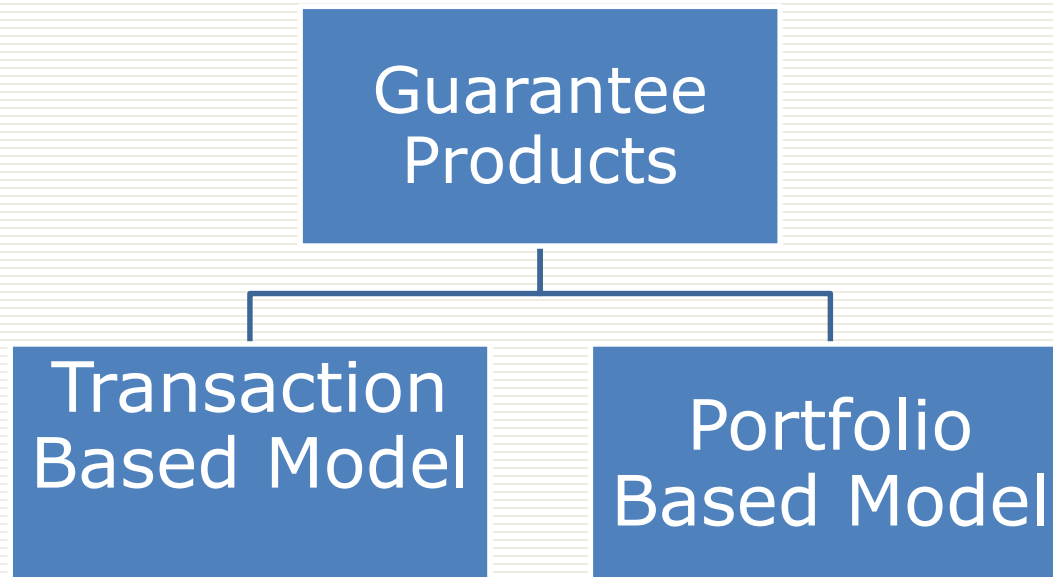 Guarantee
Products
Transaction
Based Model
Portfolio
Based Model